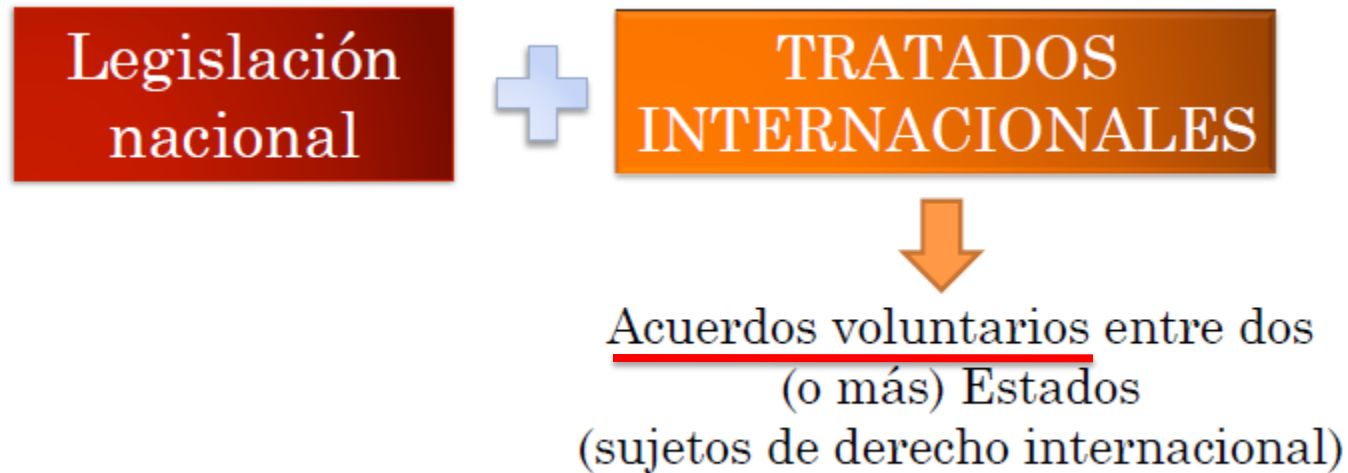 Legislación
nacional
TRATADOS
INTERNACIONALES
Acuerdos voluntarios entre dos
(o más) Estados
(sujetos de derecho internacional)